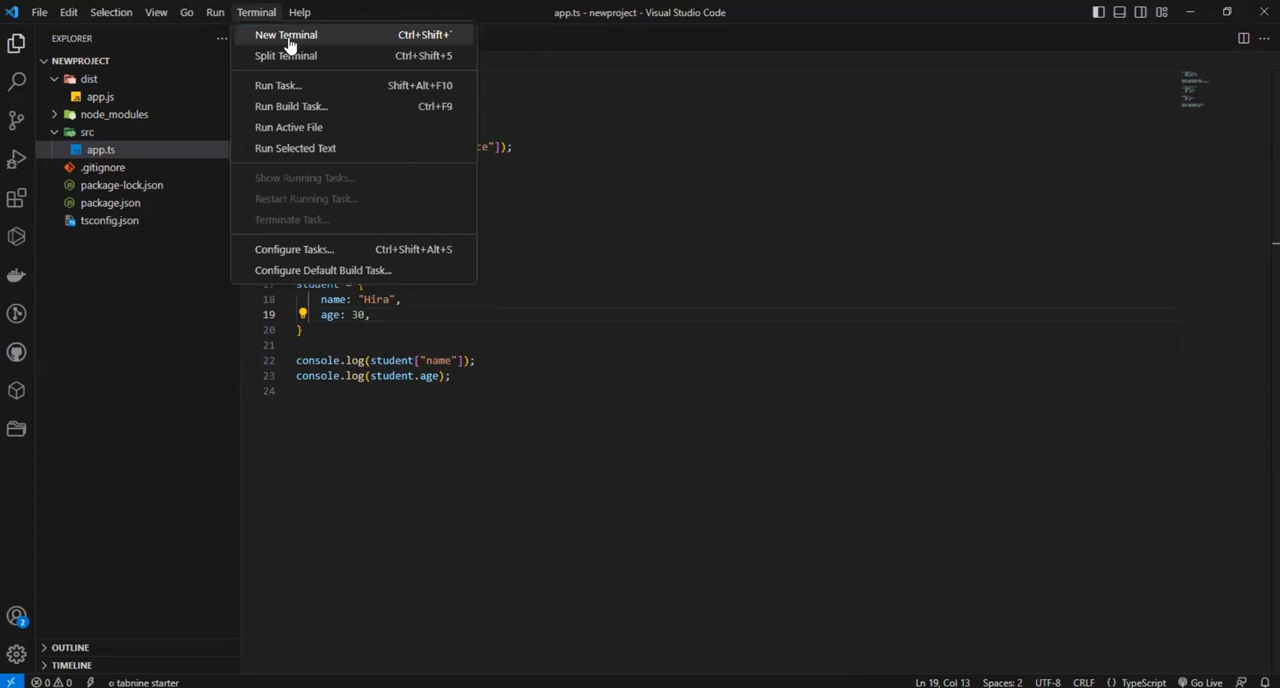 File Edit Selection View Go Run Terminal Help
app.ts - newproject - Visual Studio Code
EXPLORER
NEWPROJECT
dist
app.js
node_modules
src
app.ts
.gitignore
package-lock.json
package.json
tsconfig.json
OUTLINE
TIMELINE
New Terminal Ctrl+Shift+`
Split Terminal Ctrl+Shift+5
Run Task... Shift+Alt+F10
Run Build Task... Ctrl+F9
Run Active File
Run Selected Text
Show Running Tasks...
Restart Running Task...
Terminate Task...
Configure Tasks... Ctrl+Shift+Alt+S
Configure Default Build Task...
ce"]);
17 student = {
18 name: "Hira",
19 age: 30,
20 }
21
22 console.log(student["name"]);
23 console.log(student.age);
24
2
0 0 tabnine starter
Ln 19, Col 13 Spaces: 2 UTF-8 CRLF {} TypeScript Go Live